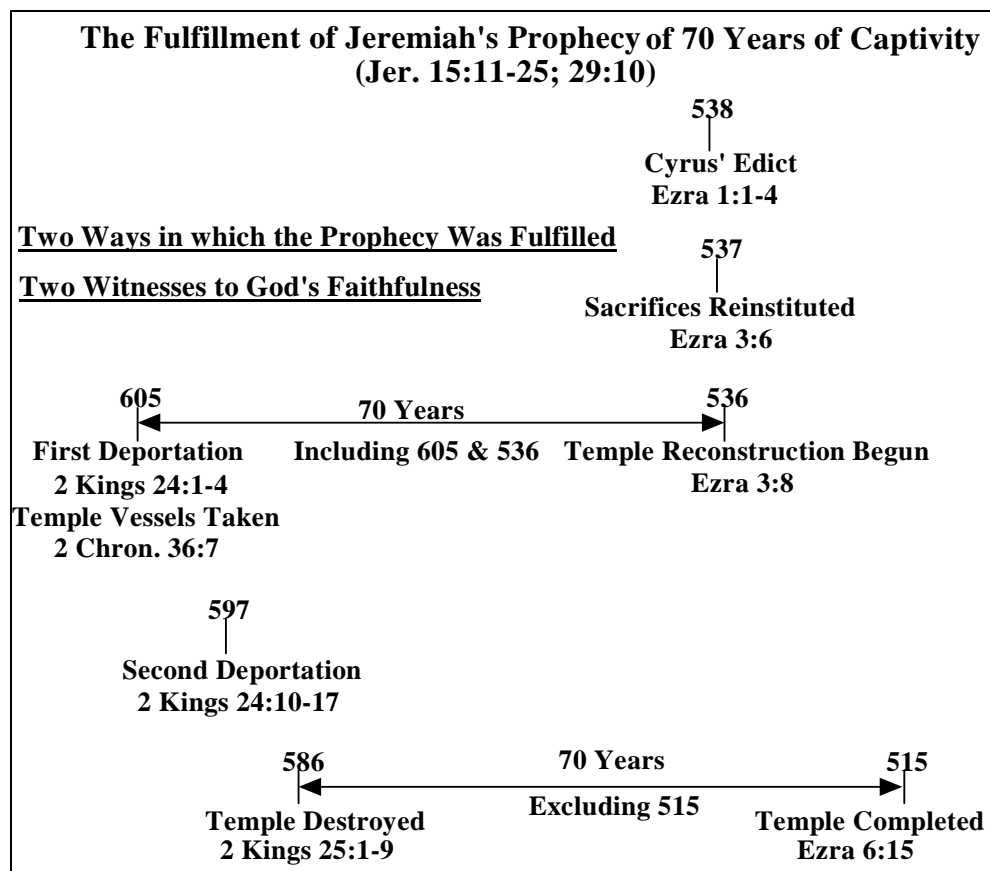 The Fulfillment of Jeremiah's Prophecy of 70 Years of Captivity
(Jer. 15:11-25; 29:10)
538
Cyrus' Edict
Ezra 1:1-4
Two Ways in which the Prophecy Was Fulfilled
537
Two Witnesses to God's Faithfulness
Sacrifices Reinstituted
Ezra 3:6
605 70 Years 536
First Deportation Including 605 & 536 Temple Reconstruction Begun
2 Kings 24:1-4 Ezra 3:8
Temple Vessels Taken
2 Chron. 36:7
597
Second Deportation
2 Kings 24:10-17
586 70 Years 515
Excluding 515
Temple Destroyed Temple Completed
2 Kings 25:1-9 Ezra 6:15